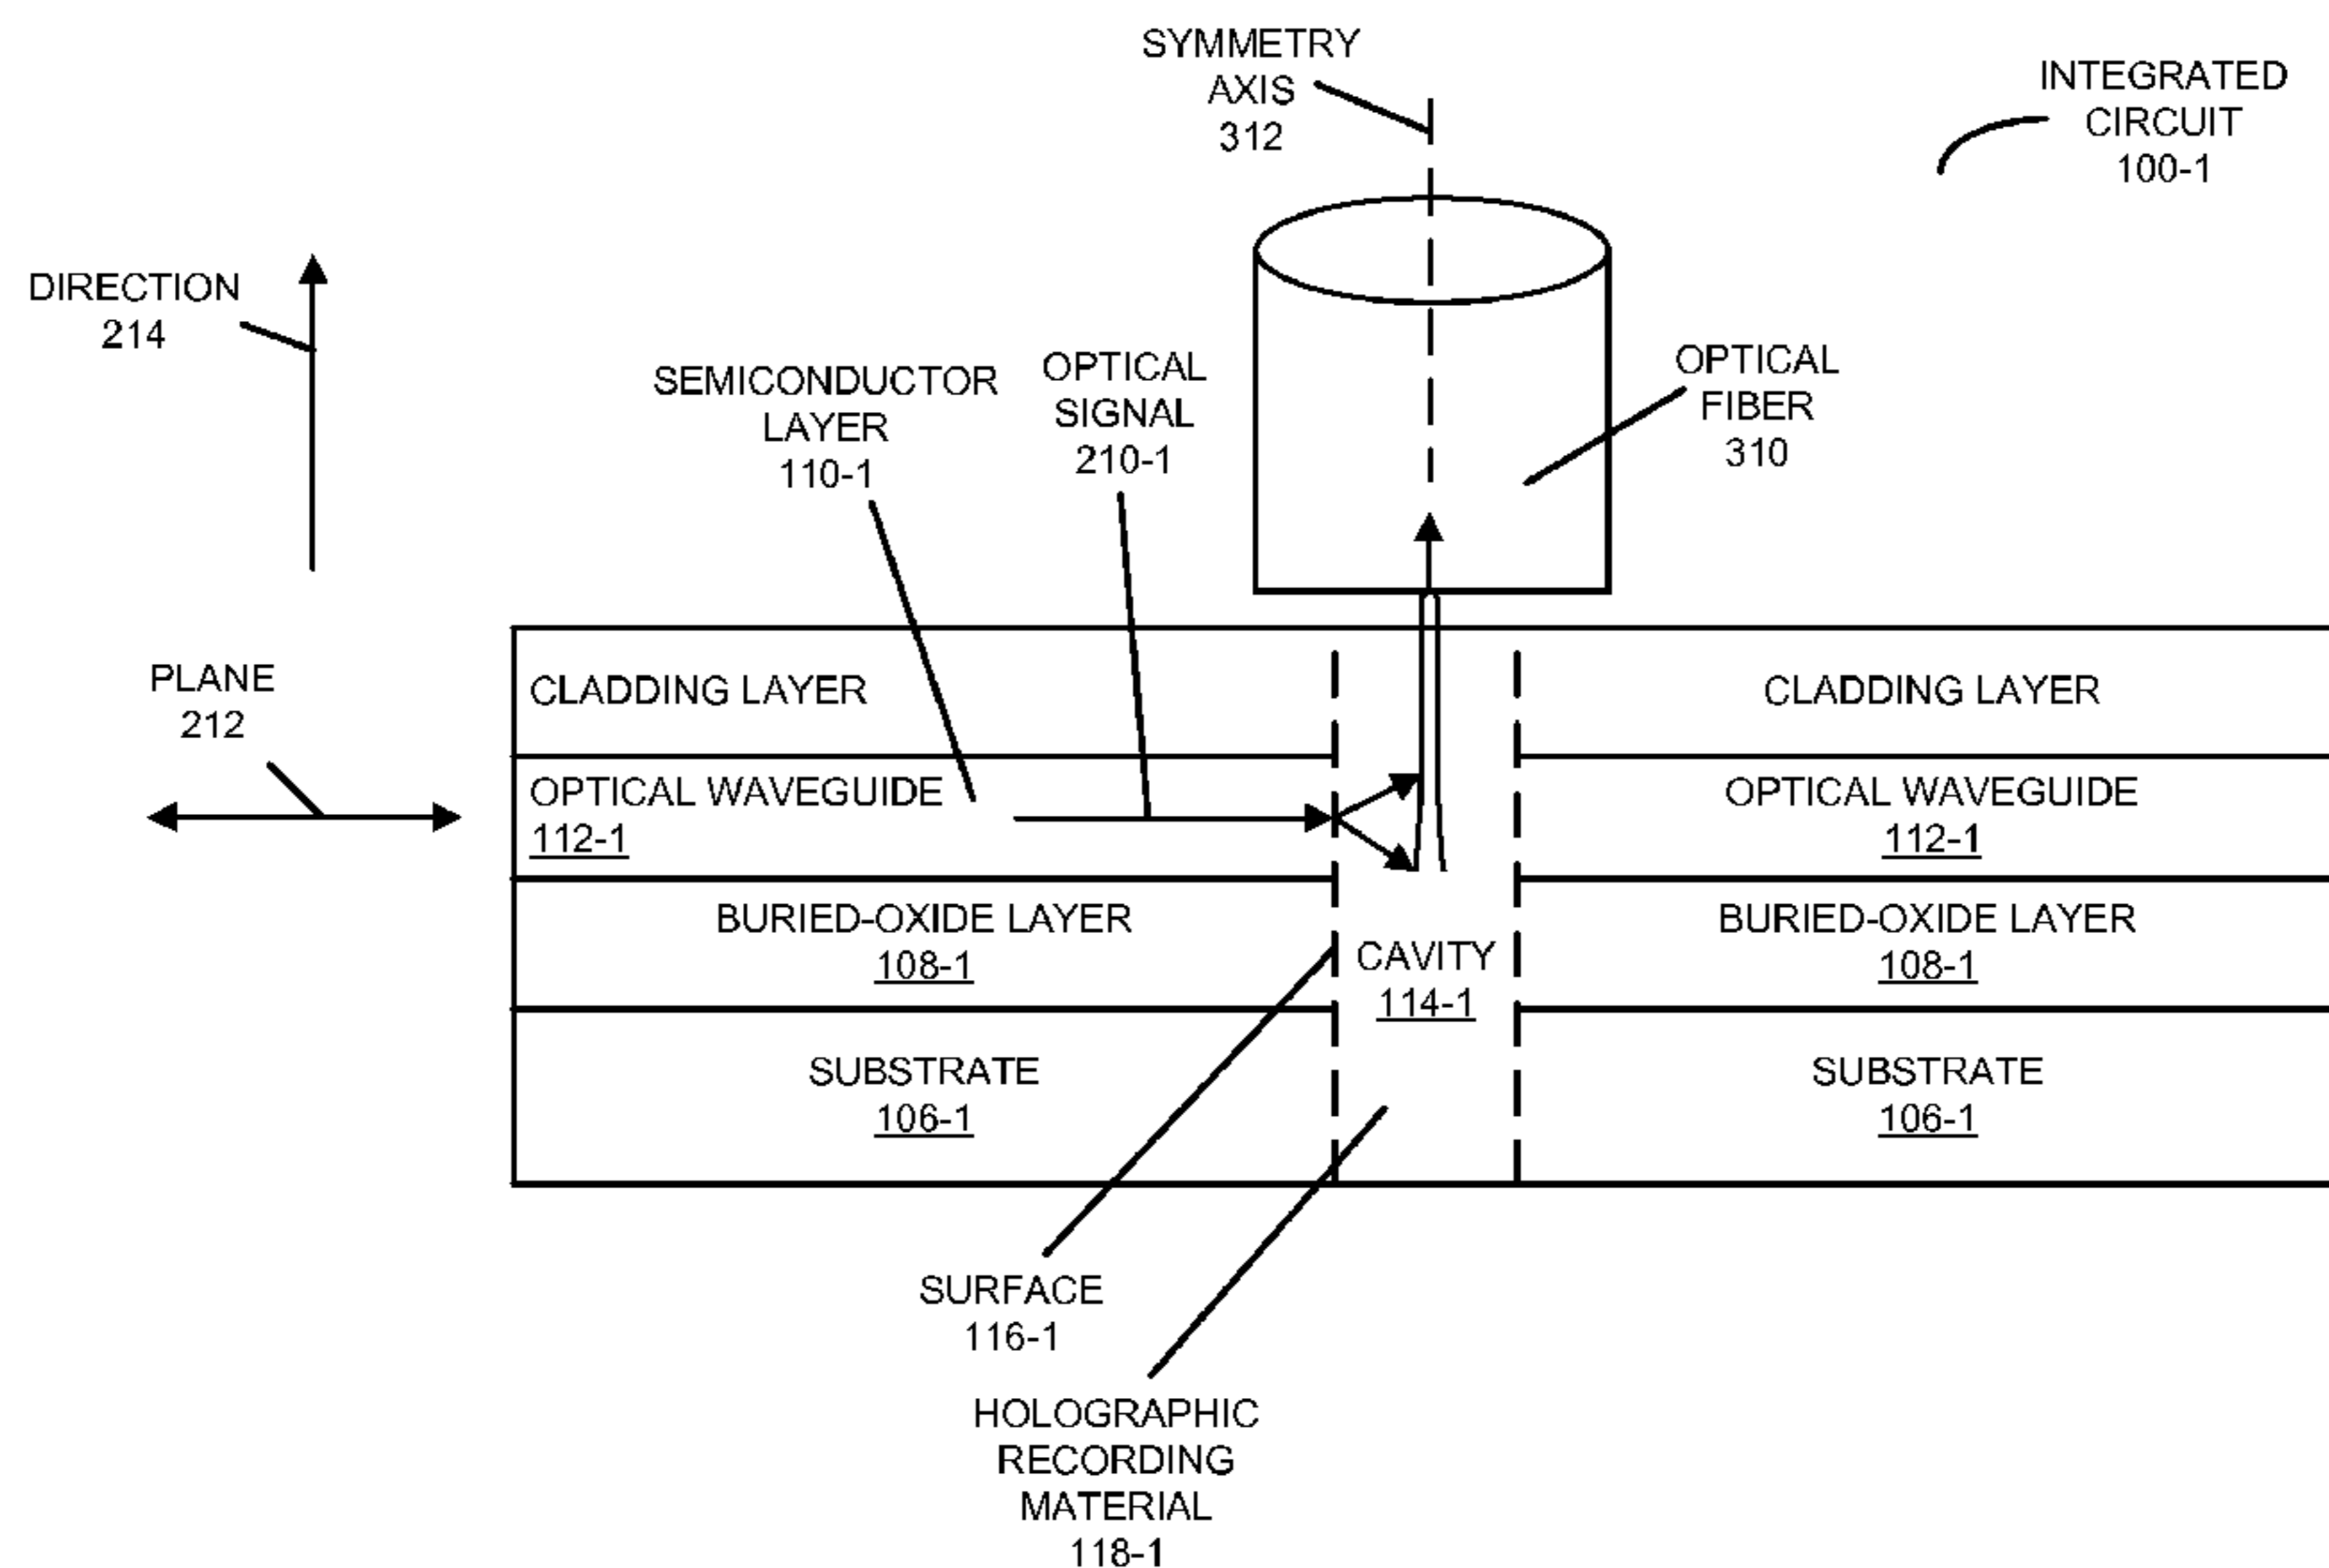 SYMMETRY
AXIS
312
INTEGRATED
CIRCUIT
100-1
DIRECTION
214
SEMICONDUCTOR
LAYER
110-1
OPTICAL
SIGNAL
210-1
OPTICAL
FIBER
310
PLANE
212
CLADDING LAYER
CLADDING LAYER
OPTICAL WAVEGUIDE
112-1
OPTICAL WAVEGUIDE
112-1
BURIED-OXIDE LAYER
108-1
CAVITY
114-1
BURIED-OXIDE LAYER
108-1
SUBSTRATE
106-1
SUBSTRATE
106-1
SURFACE
116-1
HOLOGRAPHIC
RECORDING
MATERIAL
118-1